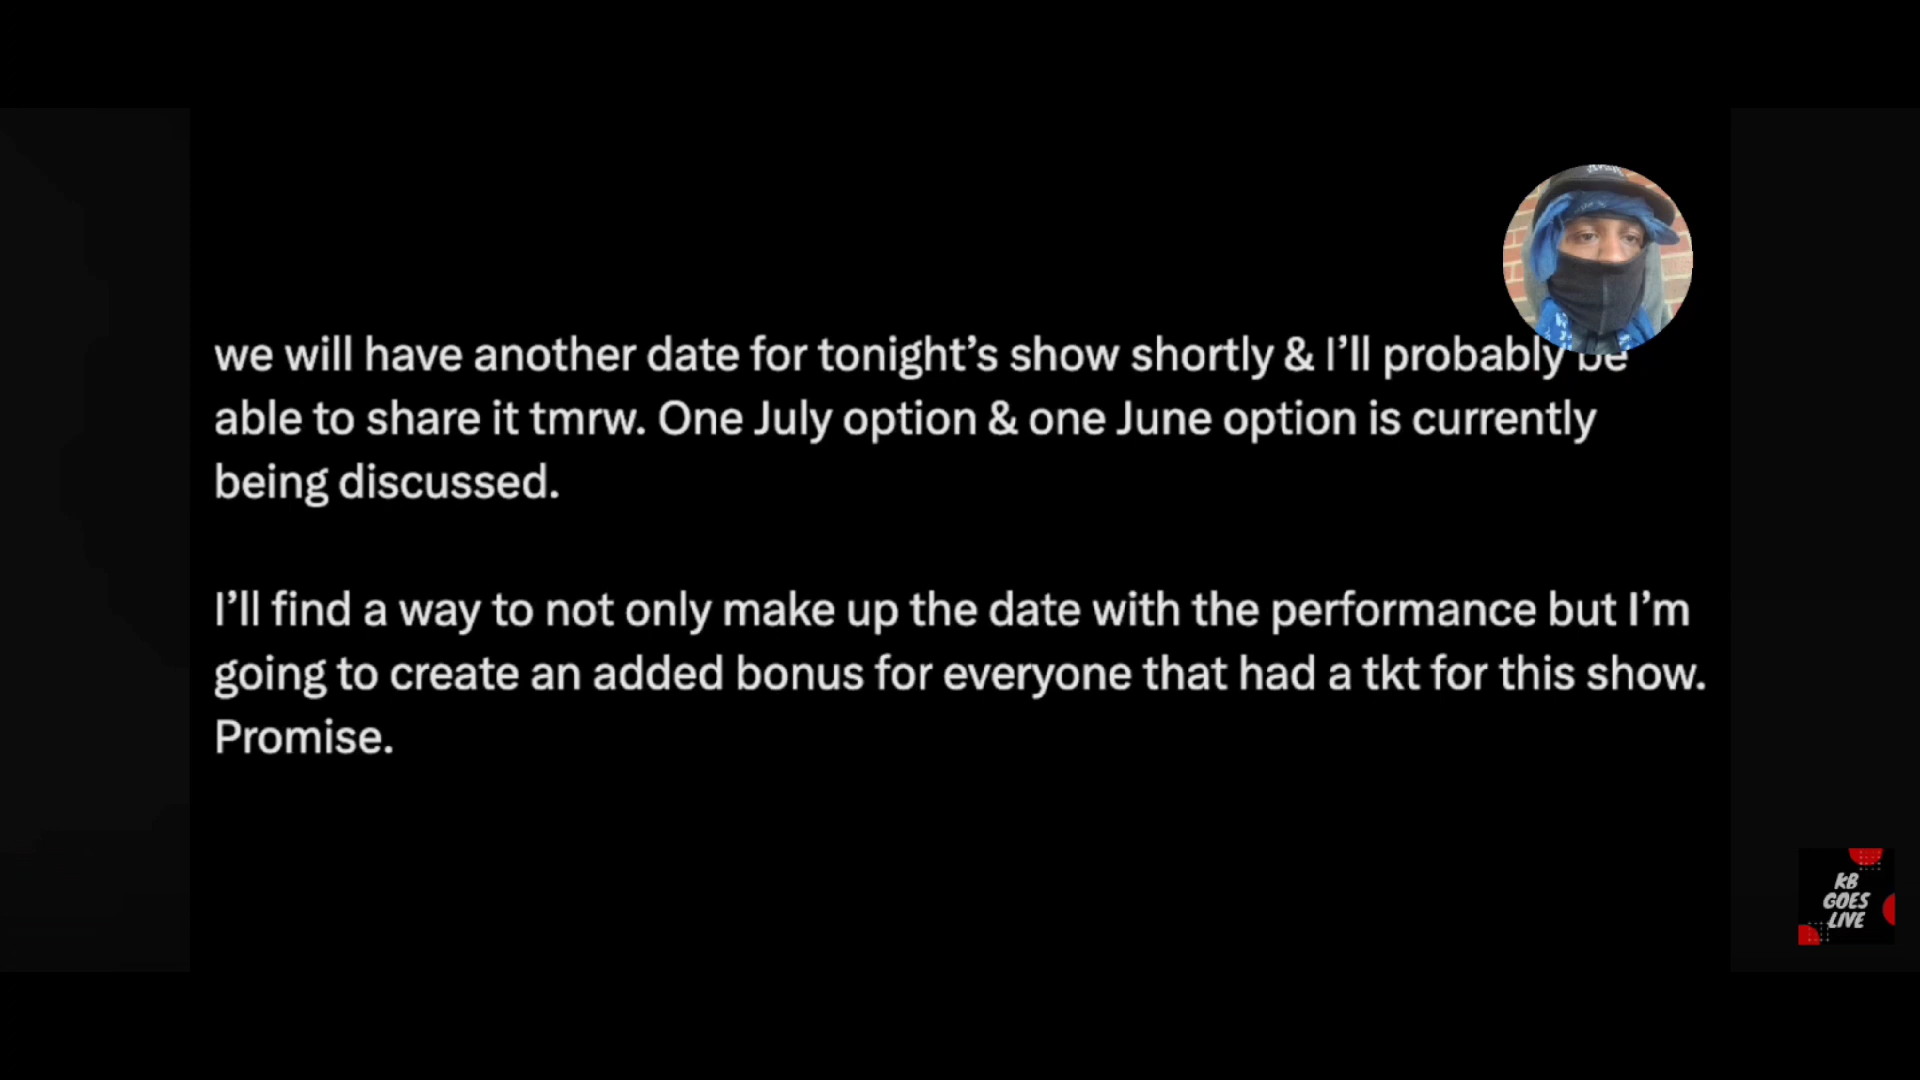 we will have another date for tonight’s show shortly & I’ll probably be
able to share it tmrw. One July option & one June option is currently
being discussed.
I’ll find a way to not only make up the date with the performance but I’m
going to create an added bonus for everyone that had a tkt for this show.
Promise.
KB
GOES
LIVE